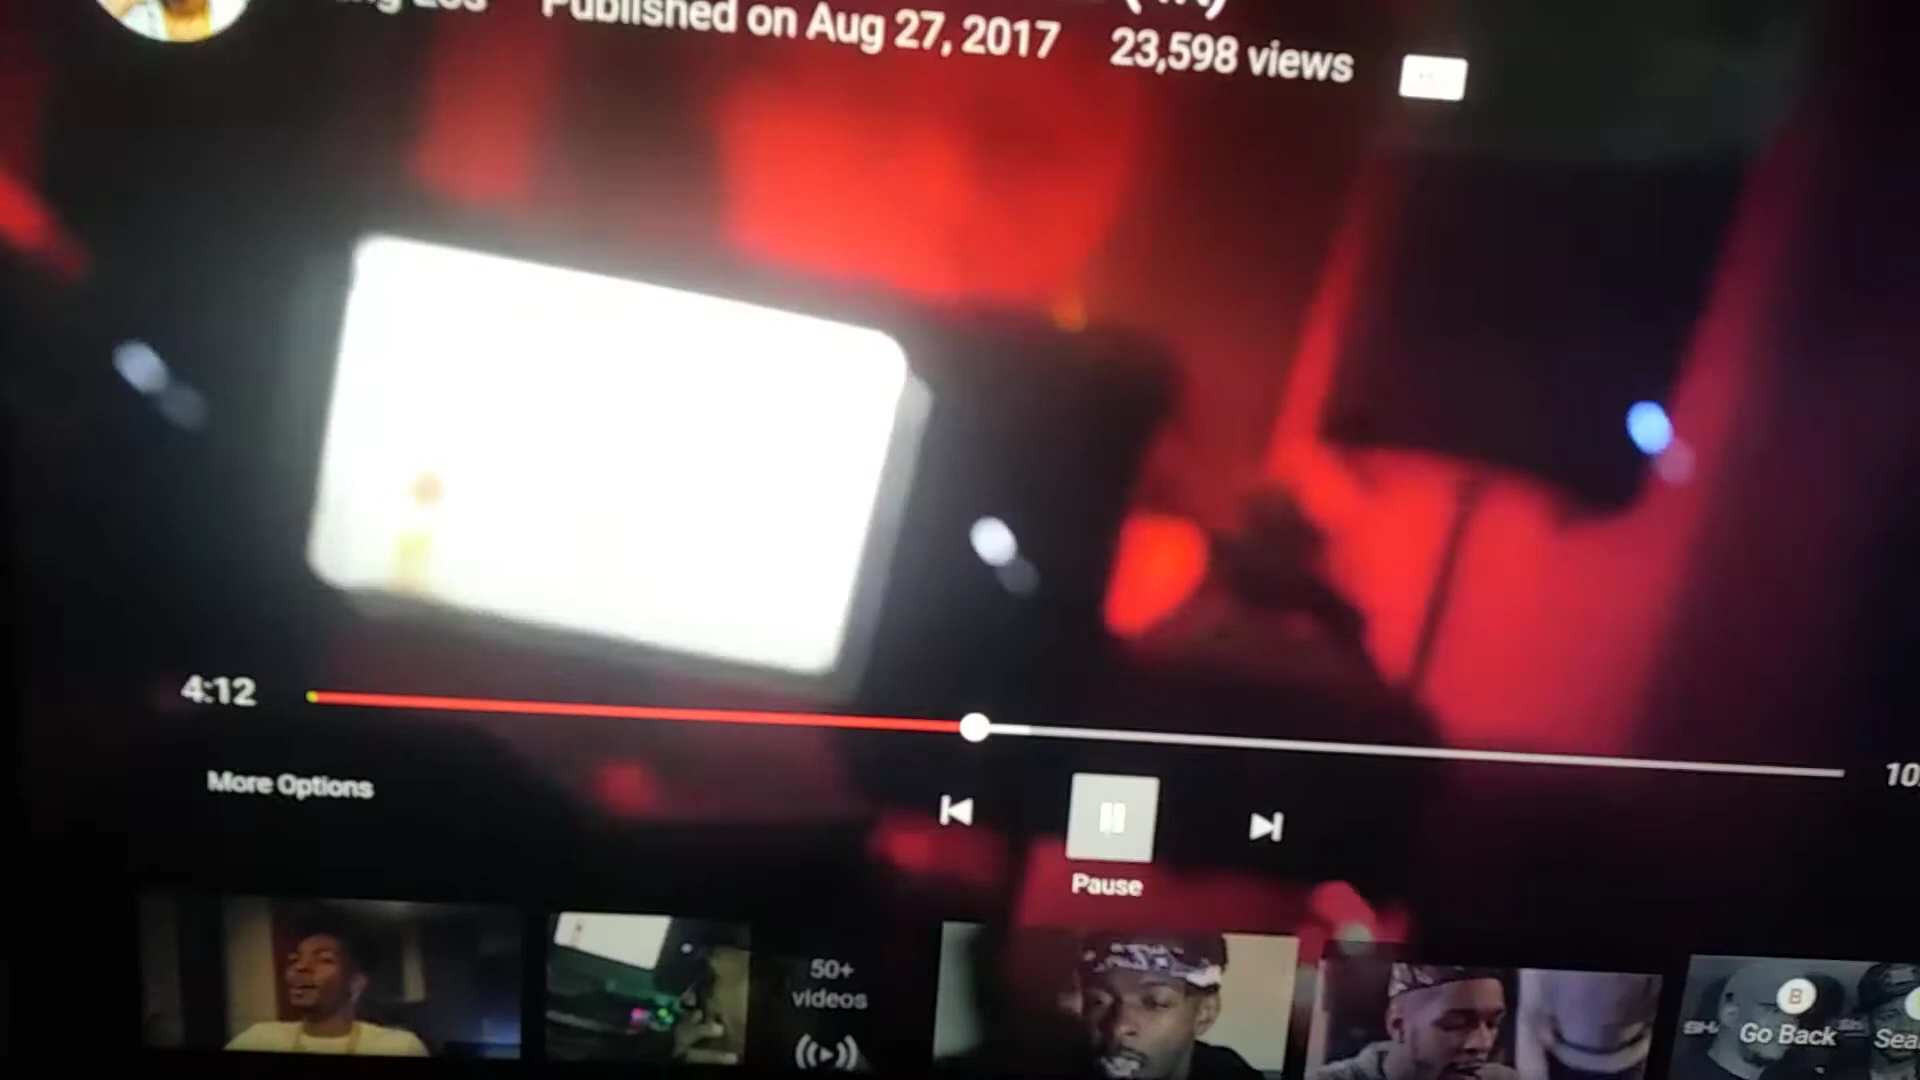 Published on Aug 27, 2017 23,598 views
4:12
More Options
Pause
50+
videos
B
Go Back